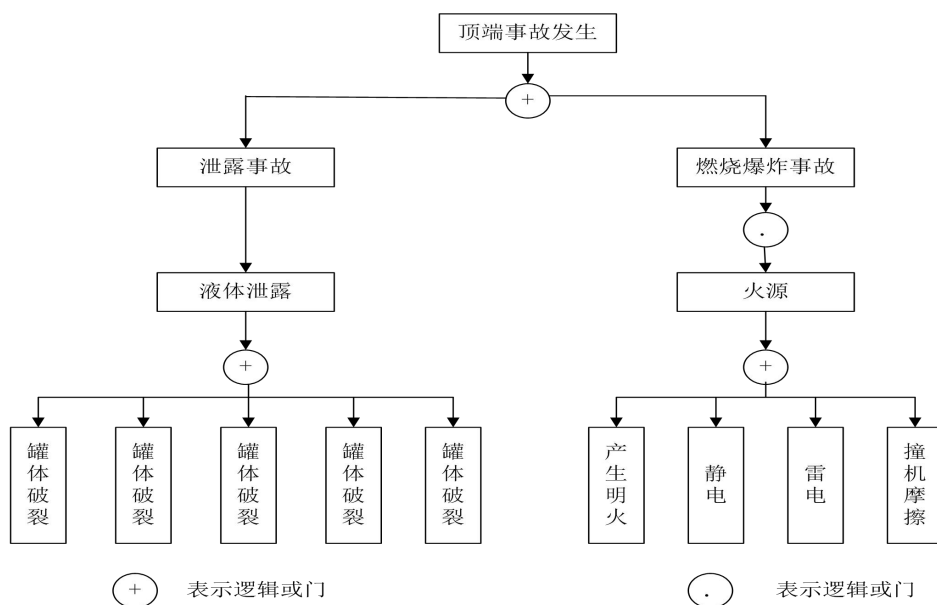 顶端事故发生
+
泄露事故
燃烧爆炸事故
.
液体泄露
火源
+
+
罐体破裂
罐体破裂
罐体破裂
罐体破裂
罐体破裂
产生明火
静电
雷电
撞机摩擦
+ 表示逻辑或门
. 表示逻辑或门